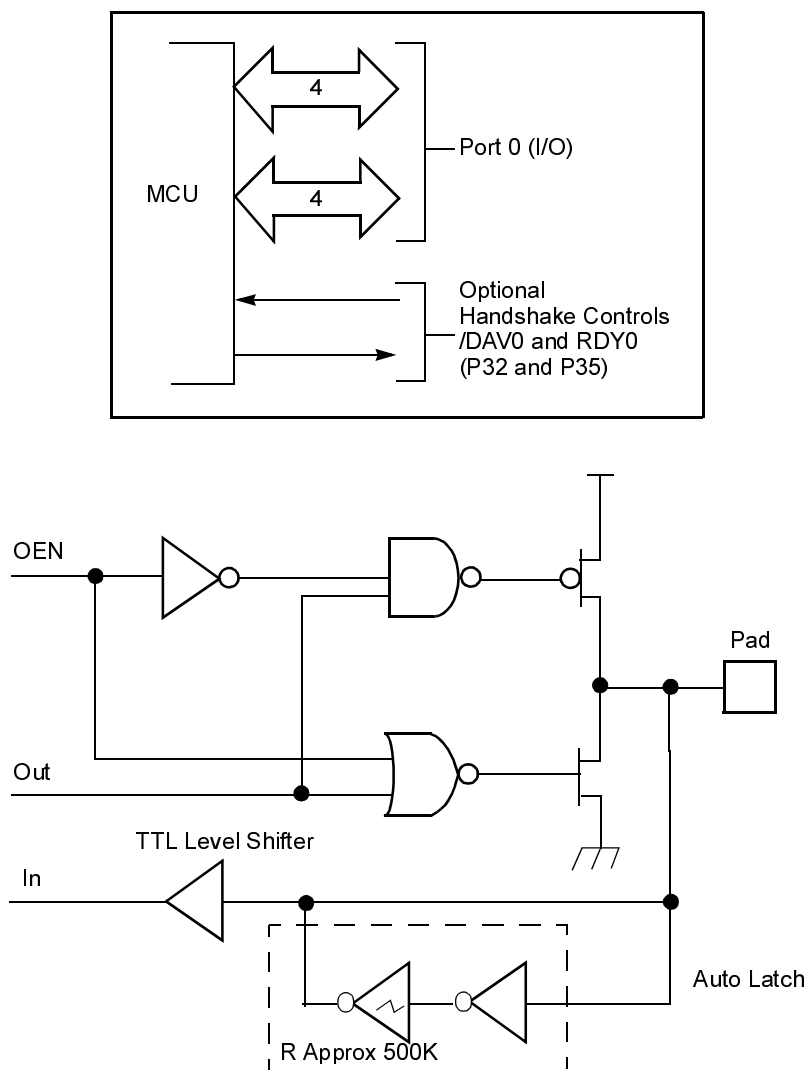 4
Port 0 (I/O)
MCU
4
Optional
Handshake Controls
/DAV0 and RDY0
(P32 and P35)
OEN
Pad
Out
TTL Level Shifter
In
Auto Latch
R Approx 500K